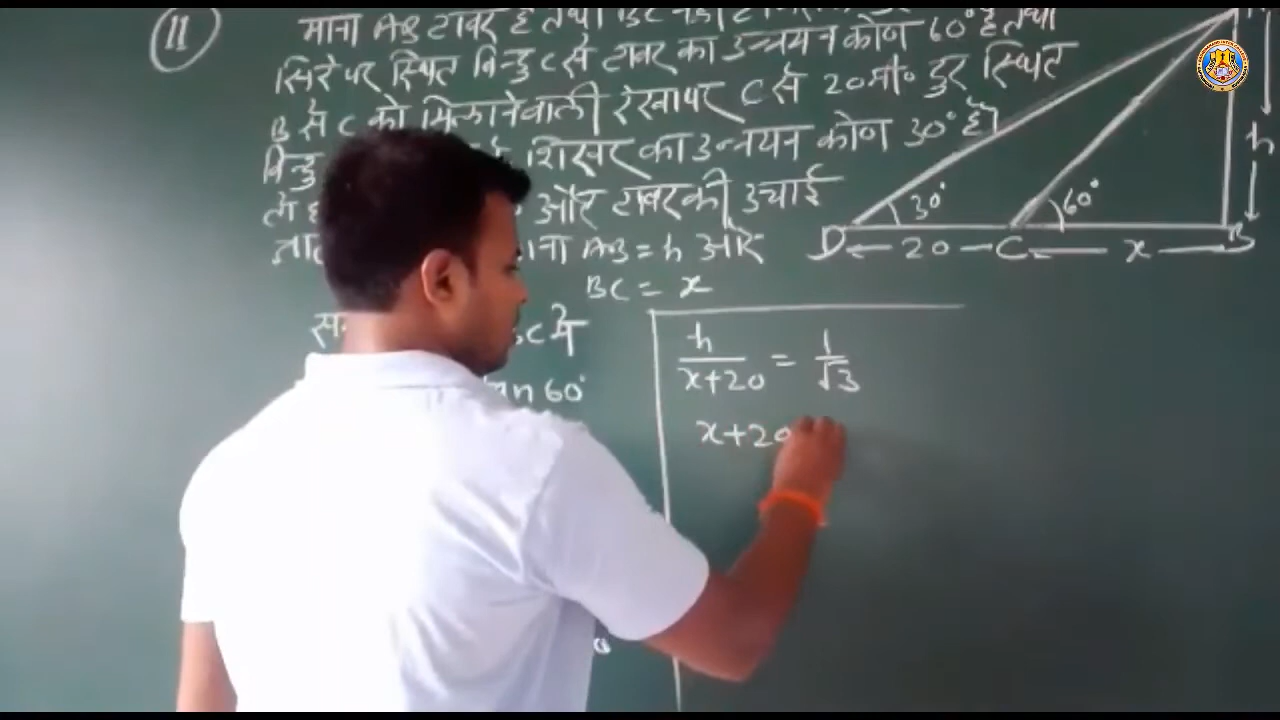 11
माना AB टावर है तथा BC नहर
सिरे पर स्थित बिन्दु C से टावर का उन्नयन कोण 60° है तथा
B से C को मिलानेवाली रेखा पर C से 20 मी० दुर स्थित
बिन्दु शिखर का उन्नयन कोण 30° है।
और टावर की उचाई
माना AB = h और
BC = x
में
tan 60°
h/(x+20) = 1/√3
x+20
30°
60°
D 20 C x B
h